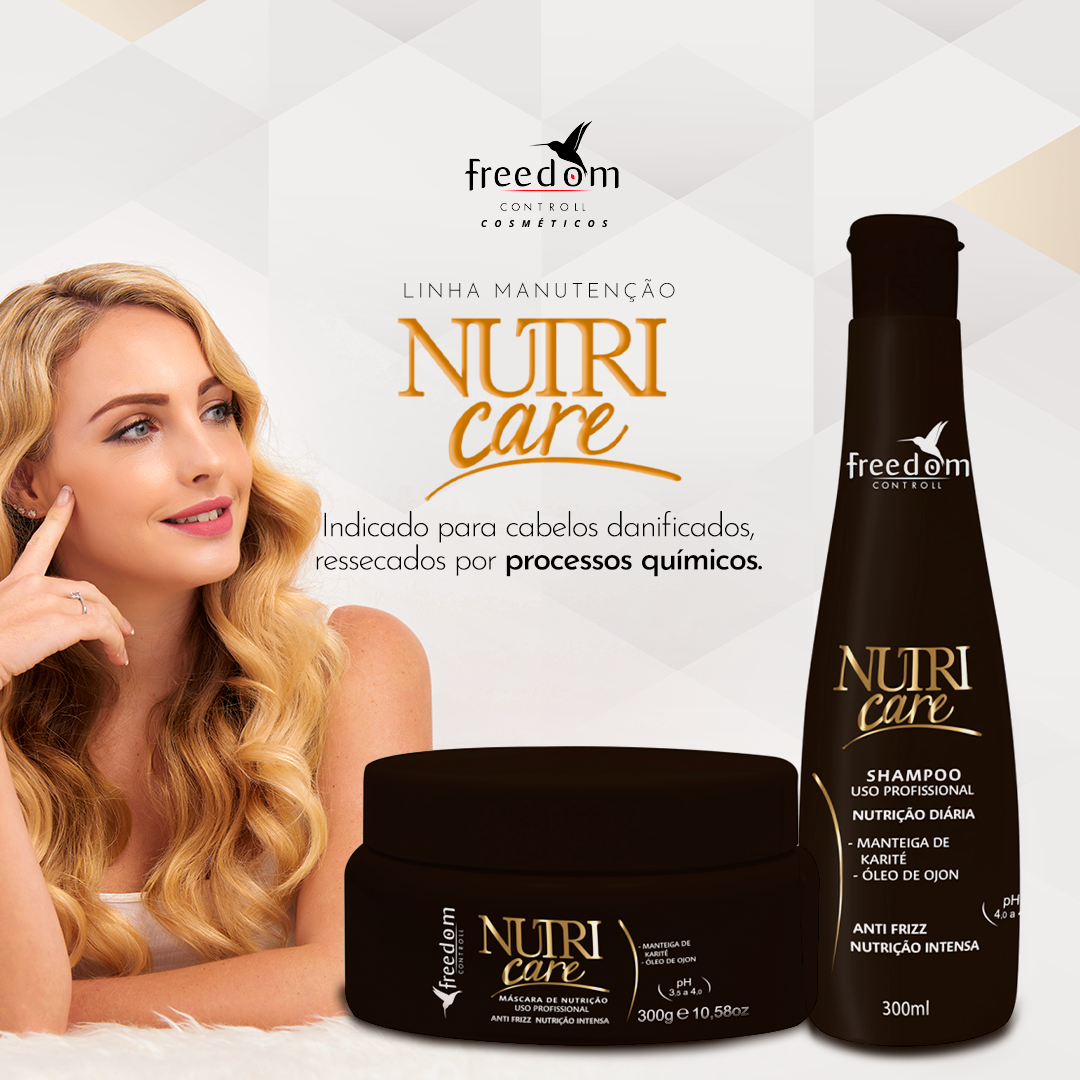 freedom
CONTROLL
COSMÉTICOS
LINHA MANUTENÇÃO
NUTRI
care
Indicado para cabelos danificados,
ressecados por processos químicos.
freedom
CONTROLL
NUTRI
care
SHAMPOO
USO PROFISSIONAL
NUTRIÇÃO DIÁRIA
- MANTEIGA DE
KARITÉ
- ÓLEO DE OJON
pH
4,0 a
ANTI FRIZZ
NUTRIÇÃO INTENSA
300ml
freedom
CONTROLL
NUTRI
care
MÁSCARA DE NUTRIÇÃO
USO PROFISSIONAL
ANTI FRIZZ NUTRIÇÃO INTENSA
- MANTEIGA DE
KARITÉ
- ÓLEO DE OJON
pH
3,5 a 4,0
300g e 10,58oz